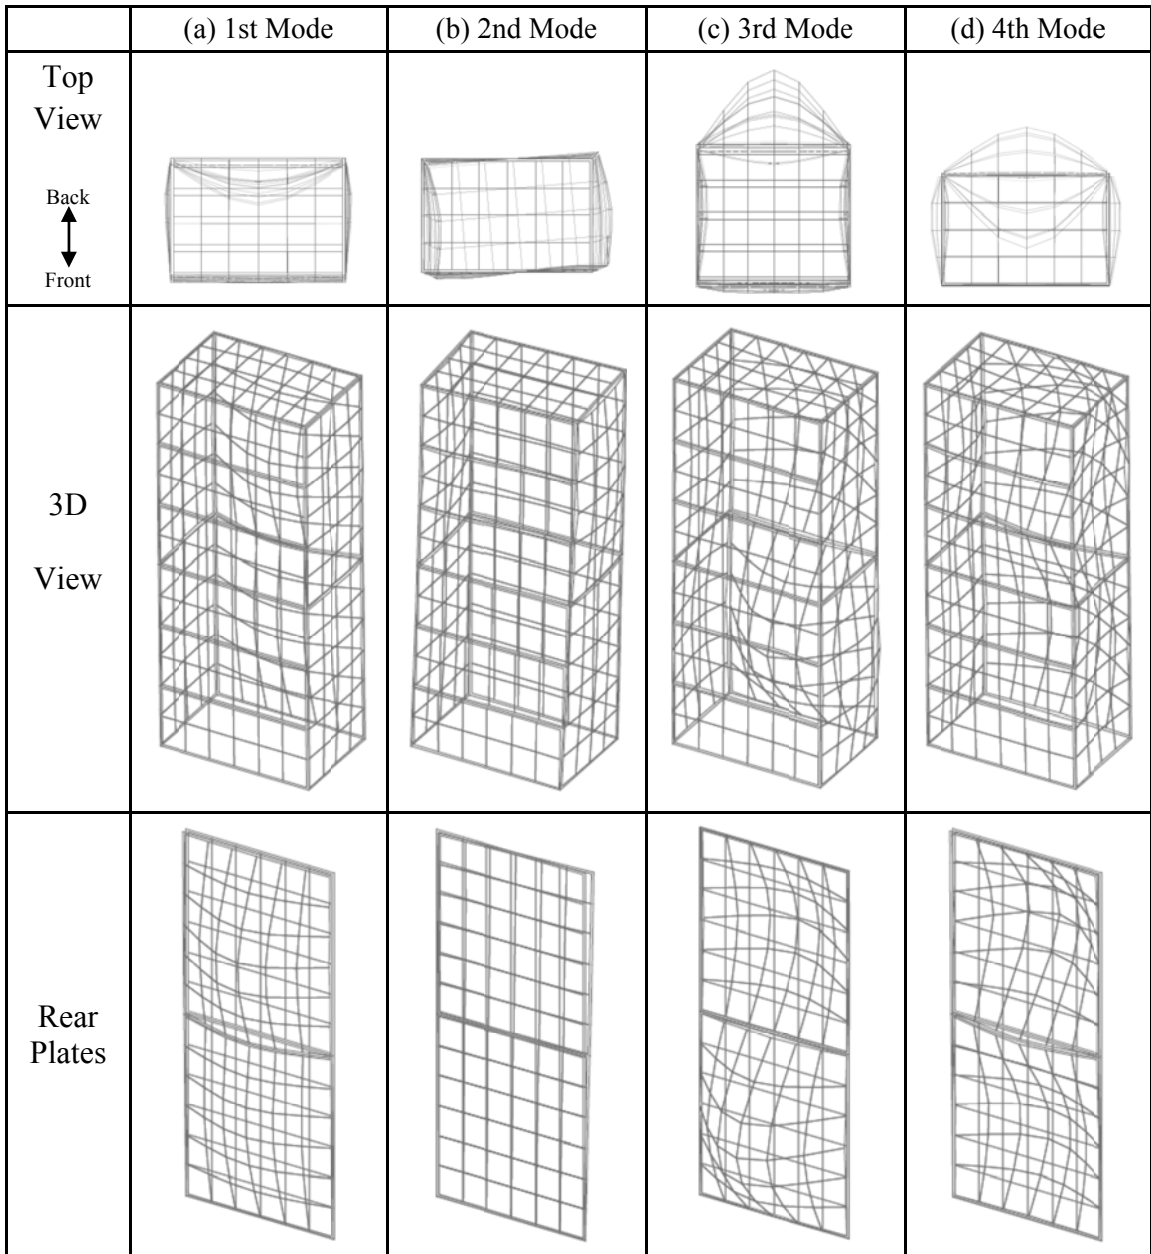 (a) 1st Mode
(b) 2nd Mode
(c) 3rd Mode
(d) 4th Mode
Top
View
Back
Front
3D
View
Rear
Plates